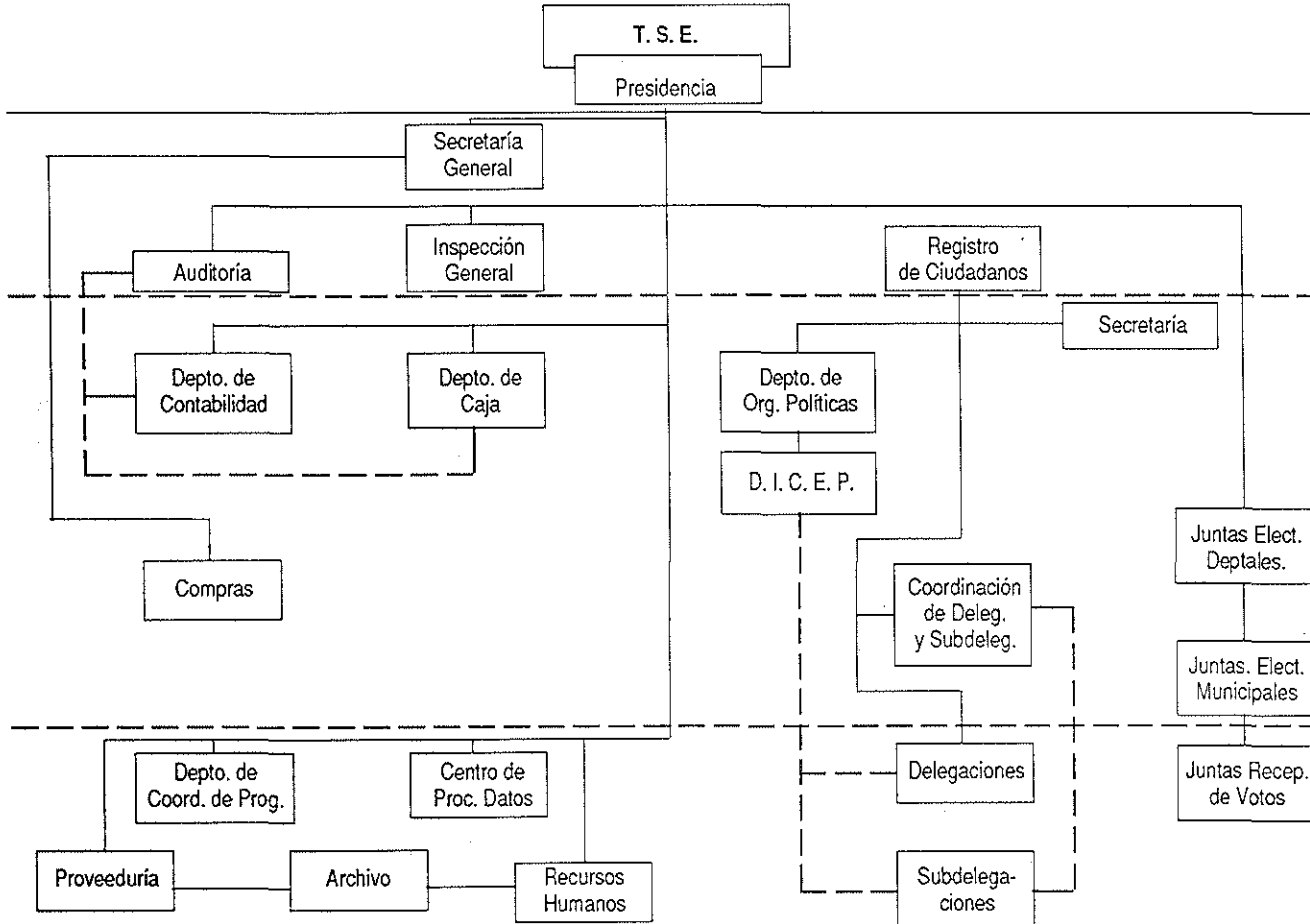 T. S. E.
Presidencia
Secretaría
General
Auditoría
Inspección
General
Registro
de Ciudadanos
Secretaría
Depto. de
Contabilidad
Depto. de
Caja
Depto. de
Org. Políticas
D. I. C. E. P.
Compras
Coordinación
de Deleg.
y Subdeleg.
Juntas Elect.
Deptales.
Juntas. Elect.
Municipales
Depto. de
Coord. de Prog.
Centro de
Proc. Datos
Delegaciones
Juntas Recep.
de Votos
Proveeduría
Archivo
Recursos
Humanos
Subdelega-
ciones